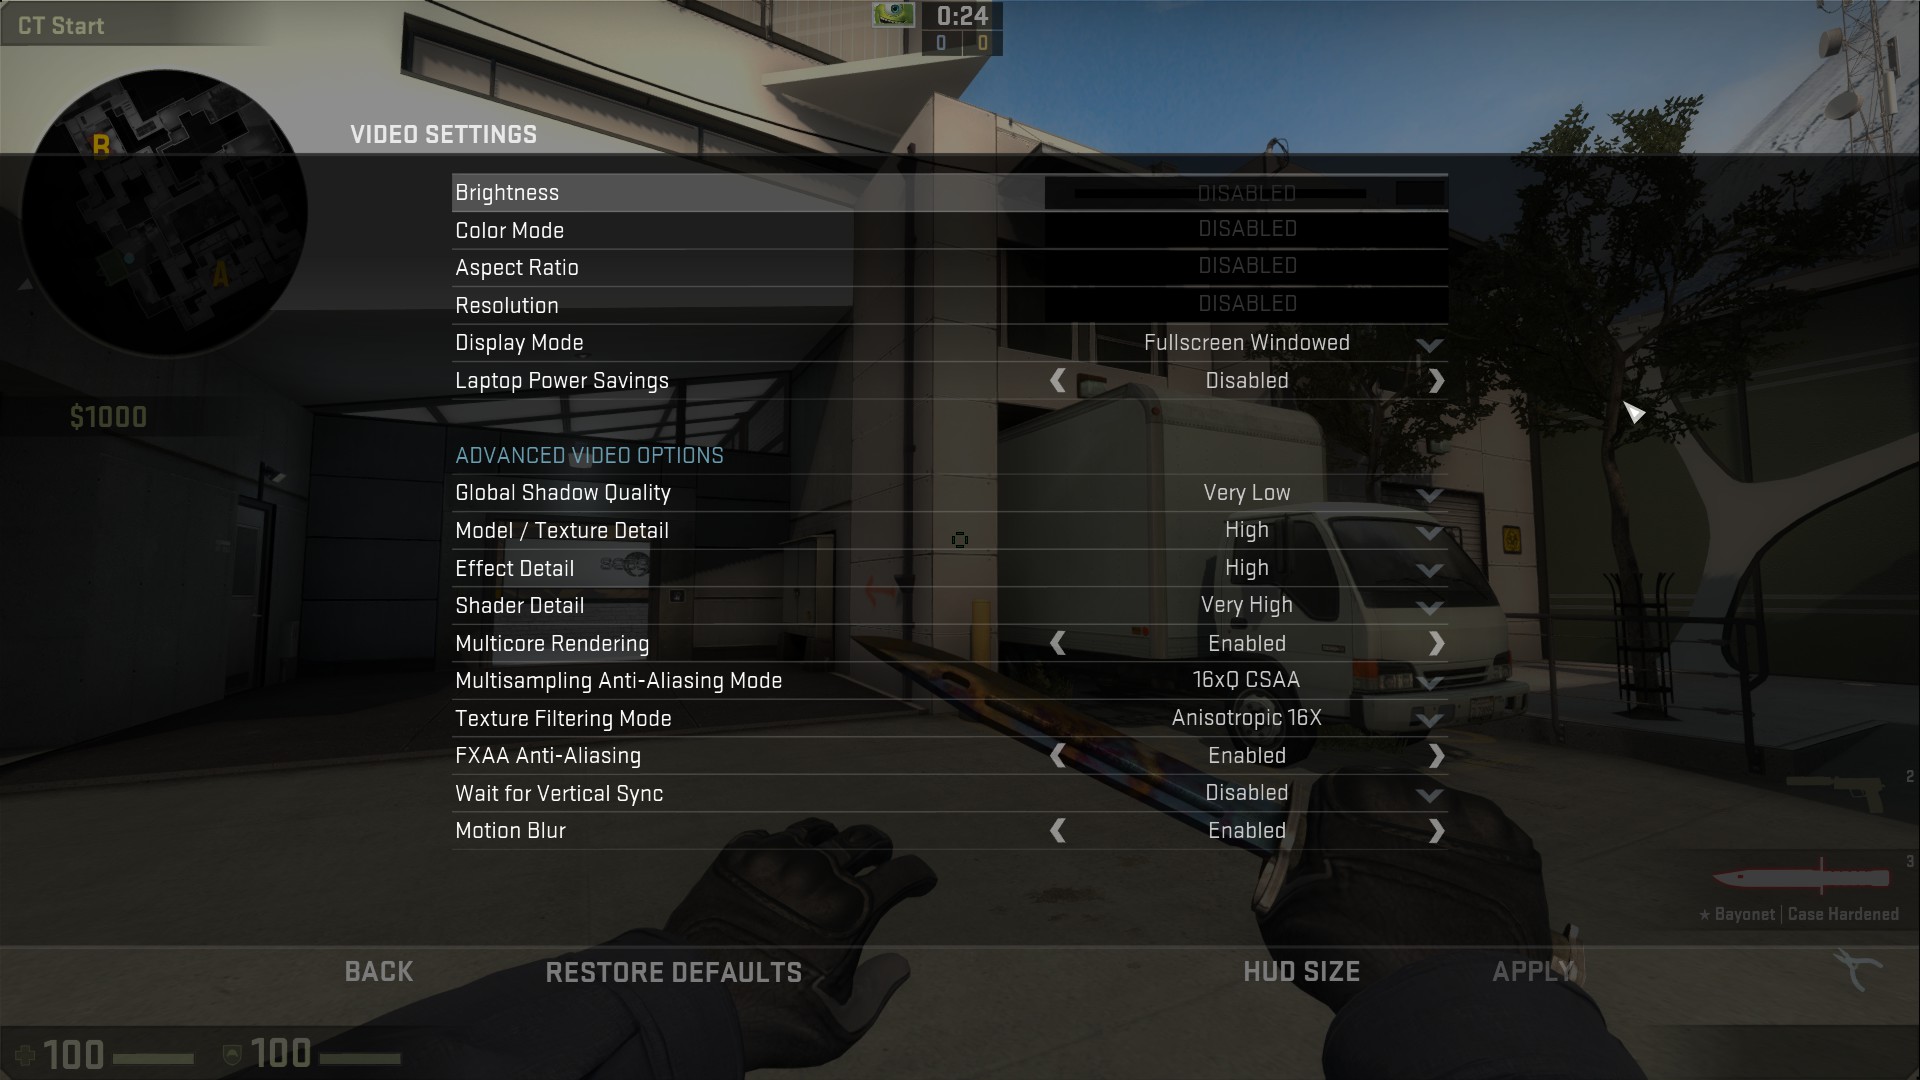 CT Start
0:24
0 0
B
A
VIDEO SETTINGS
Brightness DISABLED
Color Mode DISABLED
Aspect Ratio DISABLED
Resolution DISABLED
Display Mode Fullscreen Windowed
Laptop Power Savings Disabled
$1000
ADVANCED VIDEO OPTIONS
Global Shadow Quality Very Low
Model / Texture Detail High
Effect Detail High
Shader Detail Very High
Multicore Rendering Enabled
Multisampling Anti-Aliasing Mode 16xQ CSAA
Texture Filtering Mode Anisotropic 16X
FXAA Anti-Aliasing Enabled
Wait for Vertical Sync Disabled
Motion Blur Enabled
2
3
★ Bayonet | Case Hardened
BACK RESTORE DEFAULTS HUD SIZE APPLY
100 100